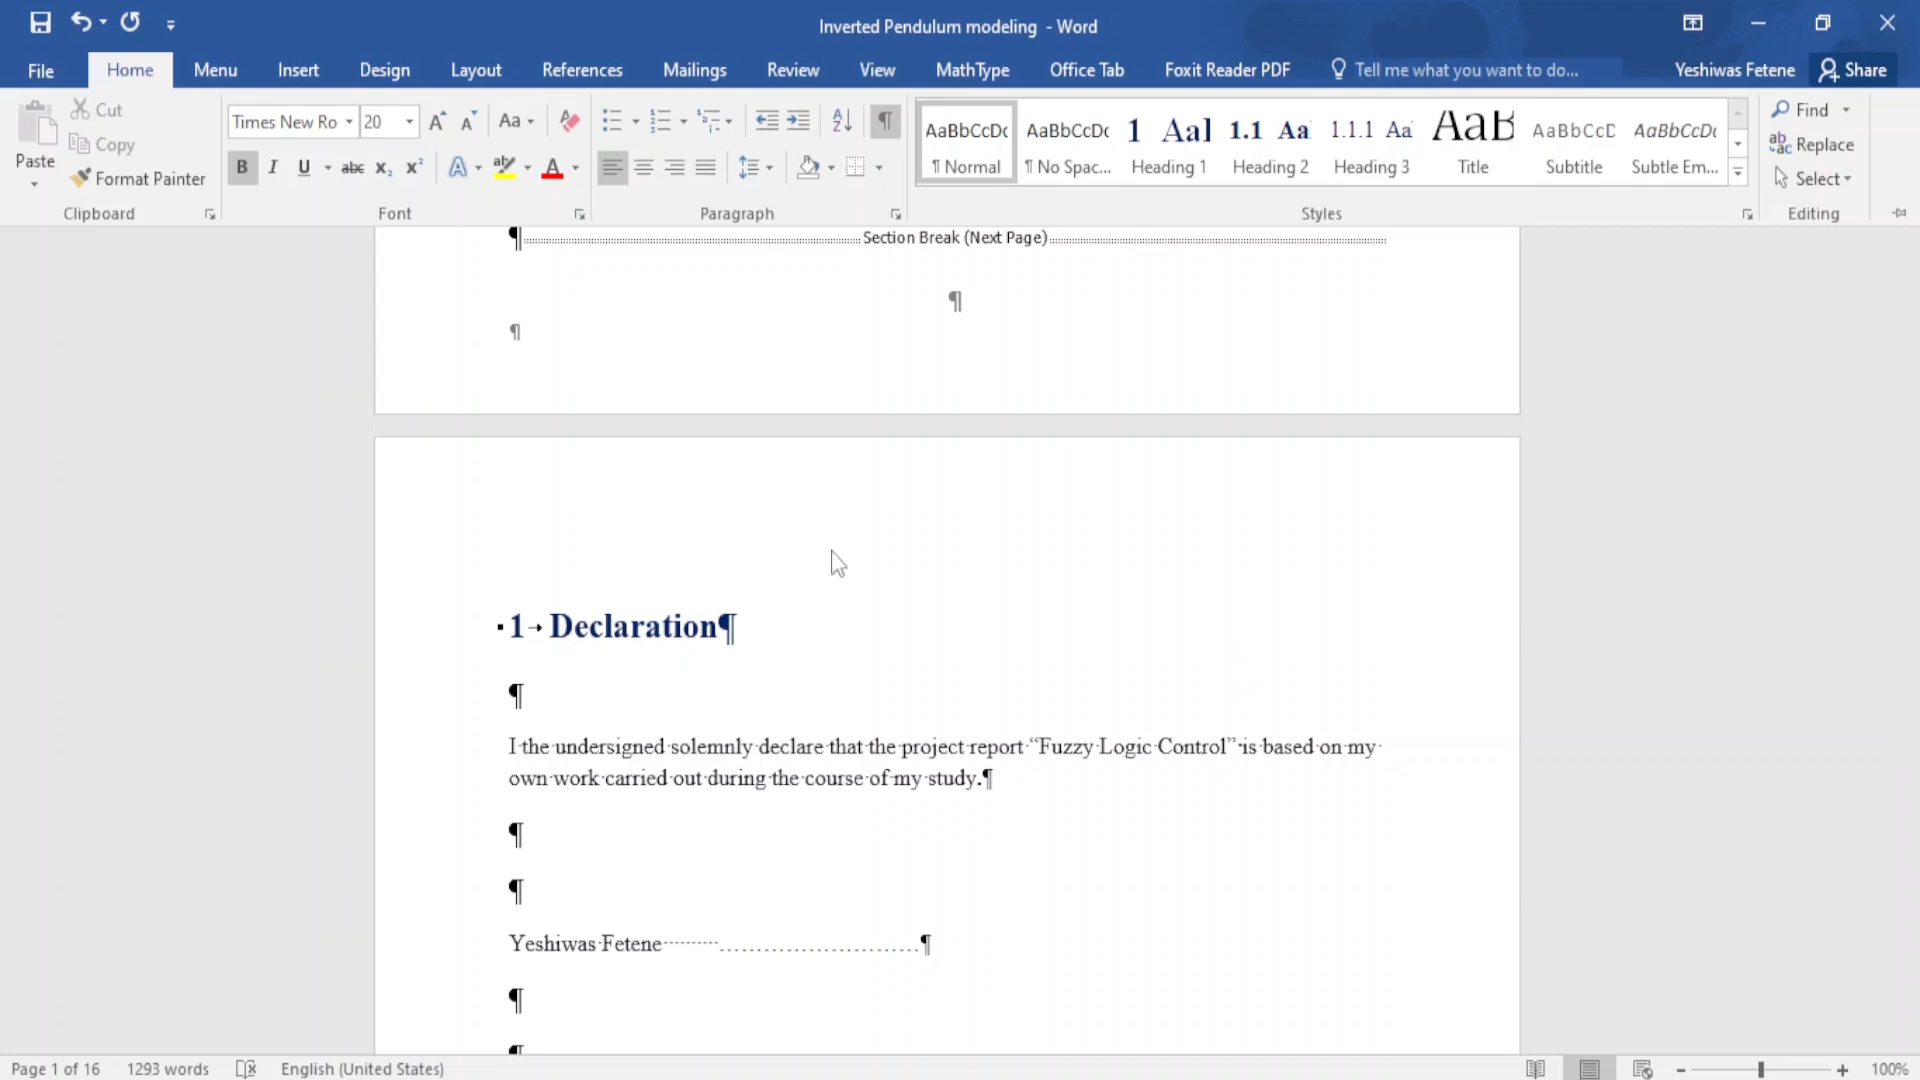 Inverted Pendulum modeling - Word
File Home Menu Insert Design Layout References Mailings Review View MathType Office Tab Foxit Reader PDF Tell me what you want to do... Yeshiwas Fetene Share
Paste
Cut
Copy
Format Painter
Clipboard
Times New Ro 20 Aa
B I U abc X₂ X² A ab A
Font
Paragraph
AaBbCcDc AaBbCcDc 1 AaI 1.1 Aa 1.1.1 Aa AaB AaBbCcD AaBbCcDt
¶ Normal ¶ No Spac... Heading 1 Heading 2 Heading 3 Title Subtitle Subtle Em...
Styles
Find
Replace
Select
Editing
¶ Section Break (Next Page)
¶
¶
1 Declaration¶
¶
I the undersigned solemnly declare that the project report “Fuzzy Logic Control” is based on my
own work carried out during the course of my study.¶
¶
¶
Yeshiwas Fetene ............................¶
¶
¶
Page 1 of 16 1293 words English (United States) 100%